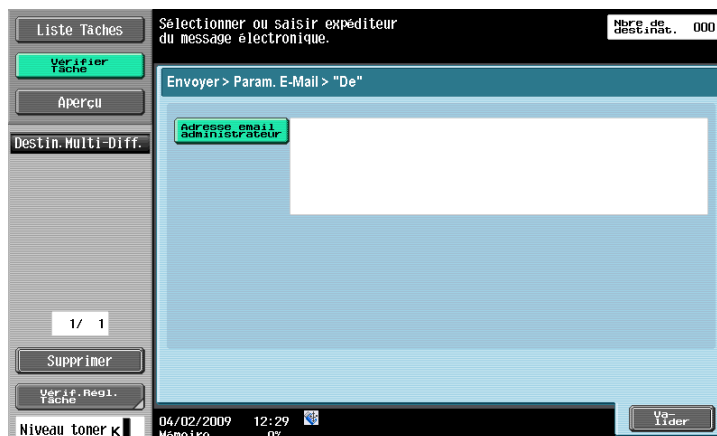 Liste Tâches
Sélectionner ou saisir expéditeur
du message électronique.
Nbre de
destinat.
000
Vérifier
Tâche
Aperçu
Envoyer > Param. E-Mail > "De"
Adresse email
administrateur
Destin.Multi-Diff.
1/ 1
Supprimer
Vérif.Régl.
Tâche
Niveau toner K
04/02/2009 12:29
Mémoire 0%
Va-
lider